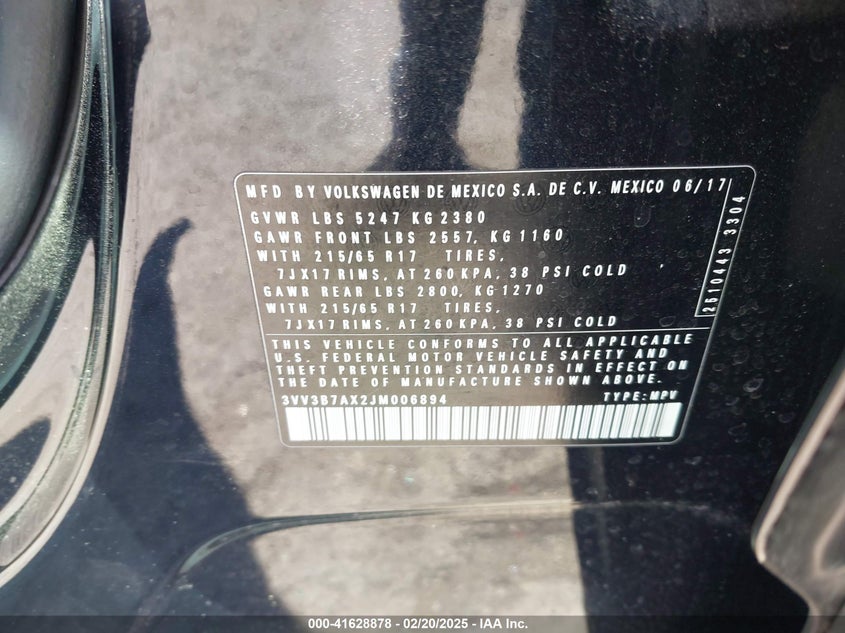 MFD BY VOLKSWAGEN DE MEXICO S.A. DE C.V. MEXICO 06/17
GVWR LBS 5247 KG 2380
GAWR FRONT LBS 2557, KG 1160
WITH 215/65 R17 TIRES,
7JX17 RIMS, AT 260 KPA, 38 PSI COLD
GAWR REAR LBS 2800, KG 1270
WITH 215/65 R17 TIRES,
7JX17 RIMS, AT 260 KPA, 38 PSI COLD
2610443 3304
THIS VEHICLE CONFORMS TO ALL APPLICABLE
U.S. FEDERAL MOTOR VEHICLE SAFETY AND
THEFT PREVENTION STANDARDS IN EFFECT ON
THE DATE OF MANUFACTURE SHOWN ABOVE.
3VV3B7AX2JM006894 TYPE: MPV
000-41628878 - 02/20/2025 - IAA Inc.